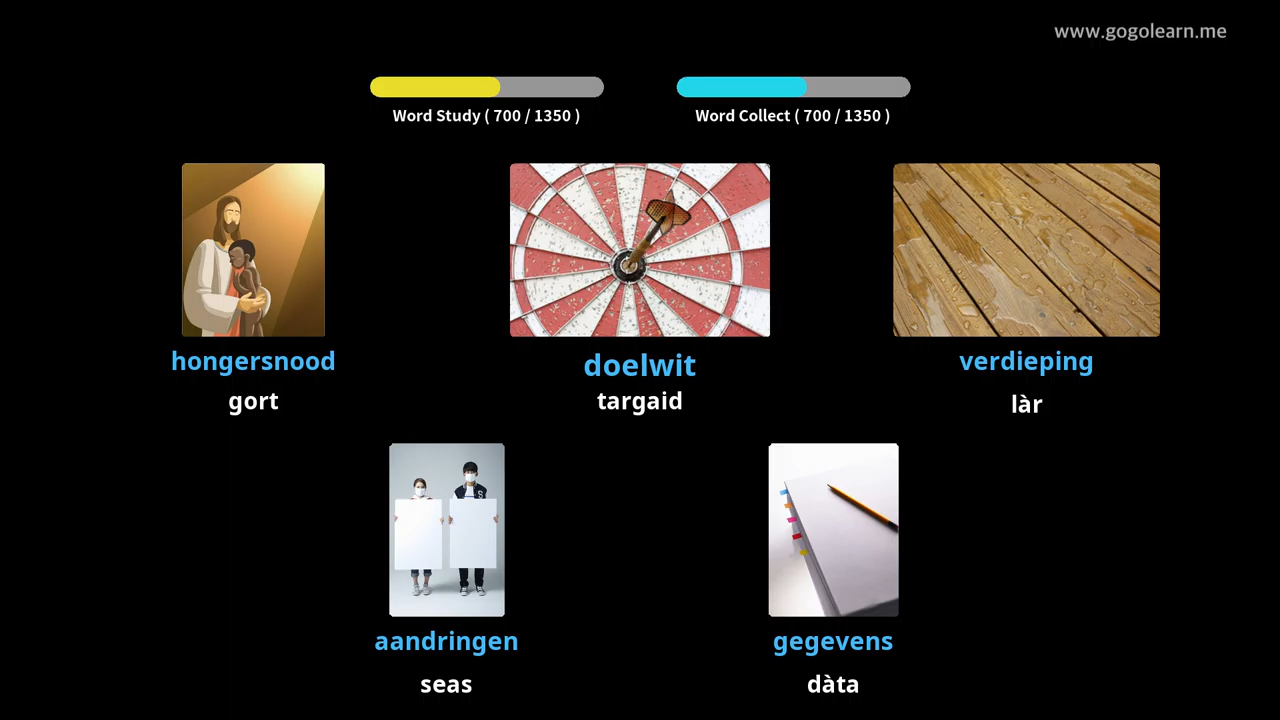 www.gogolearn.me
Word Study ( 700 / 1350 )
Word Collect ( 700 / 1350 )
hongersnood
gort
doelwit
targaid
verdieping
làr
aandringen
seas
gegevens
dàta